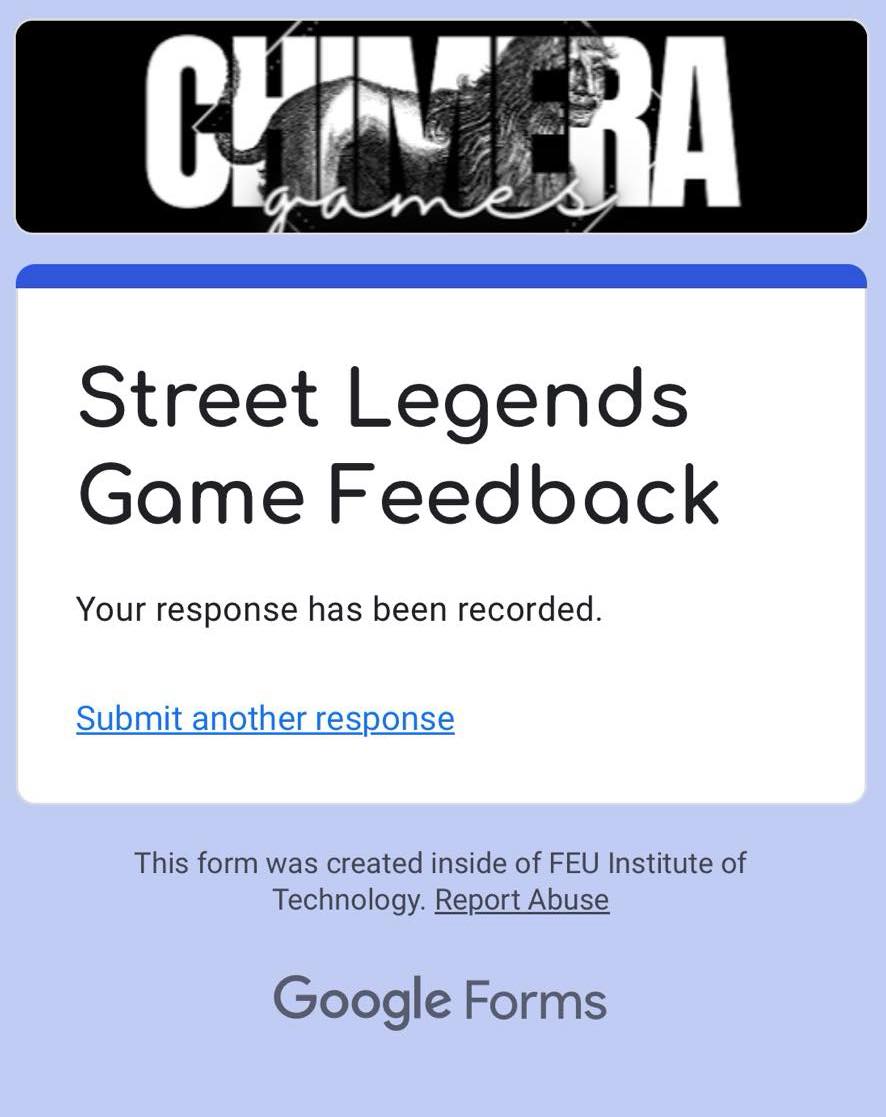 CHIMERA
games
Street Legends
Game Feedback
Your response has been recorded.
Submit another response
This form was created inside of FEU Institute of
Technology. Report Abuse
Google Forms